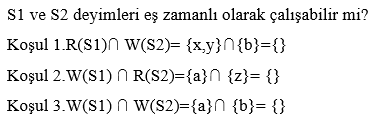 S1 ve S2 deyimleri eş zamanlı olarak çalışabilir mi?
Koşul 1.R(S1)∩ W(S2)= {x,y}∩{b}={}
Koşul 2.W(S1) ∩ R(S2)={a}∩ {z}= {}
Koşul 3.W(S1) ∩ W(S2)={a}∩ {b}= {}